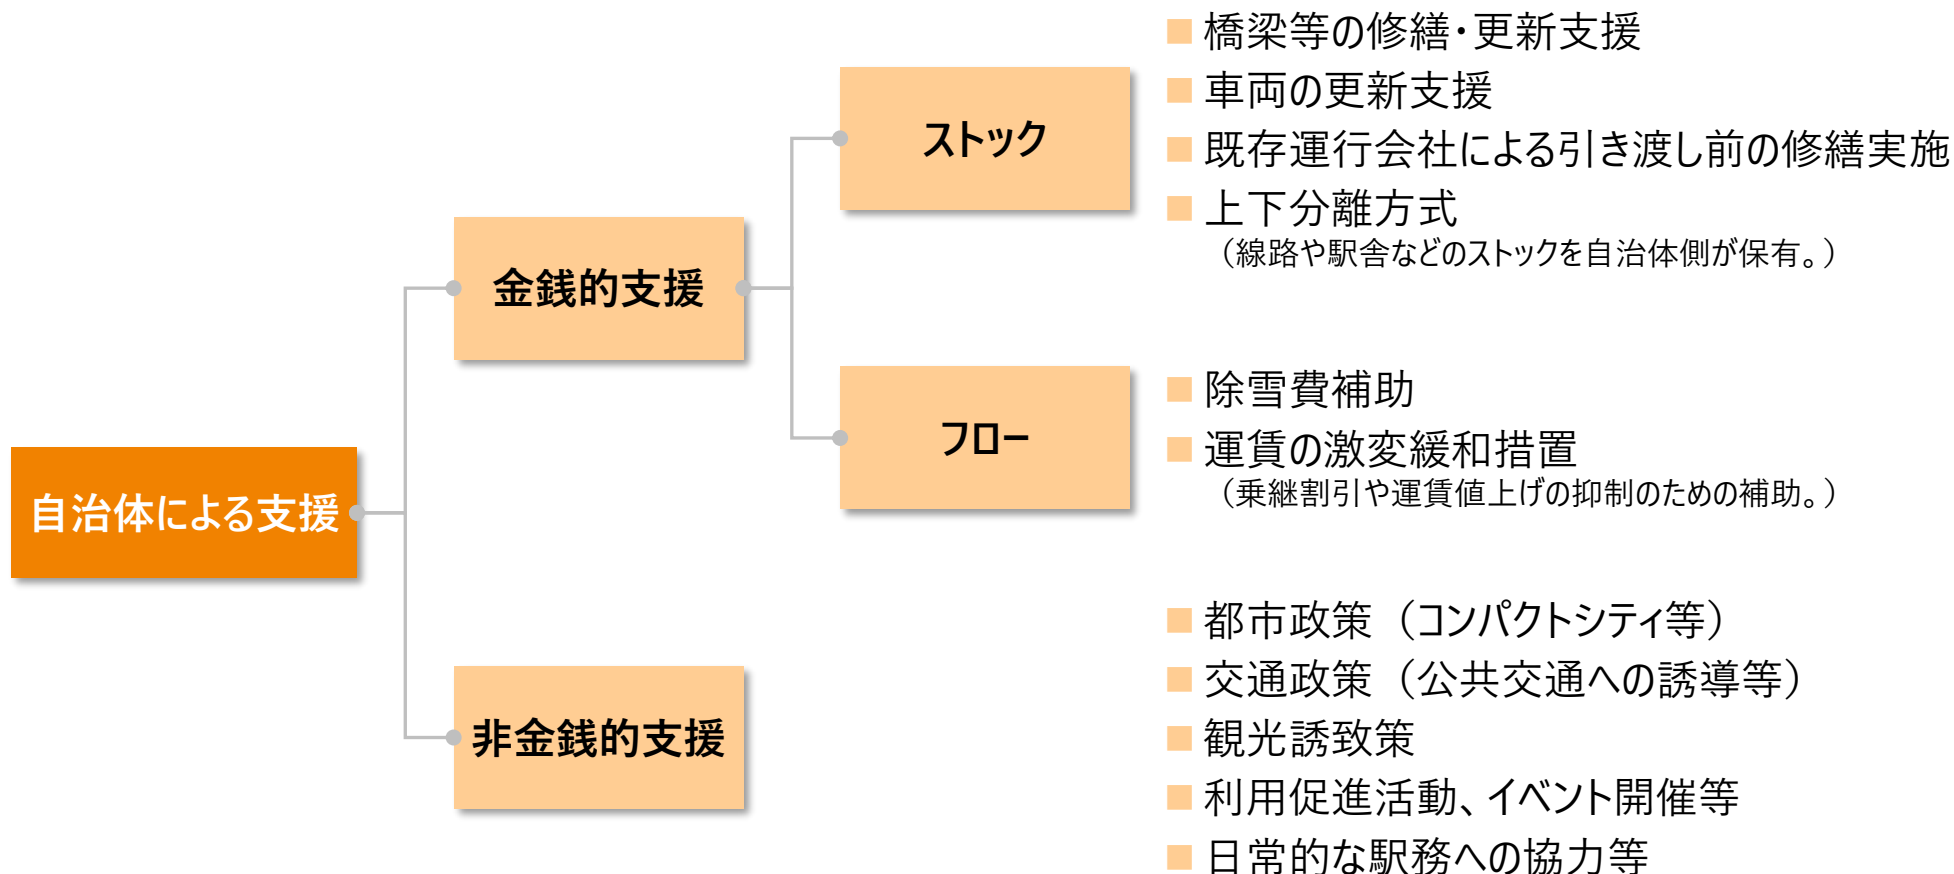 自治体による支援
金銭的支援
ストック
■ 橋梁等の修繕・更新支援
■ 車両の更新支援
■ 既存運行会社による引き渡し前の修繕実施
■ 上下分離方式
（線路や駅舎などのストックを自治体側が保有。）
フロー
■ 除雪費補助
■ 運賃の激変緩和措置
（乗継割引や運賃値上げの抑制のための補助。）
非金銭的支援
■ 都市政策（コンパクトシティ等）
■ 交通政策（公共交通への誘導等）
■ 観光誘致策
■ 利用促進活動、イベント開催等
■ 日常的な駅務への協力等